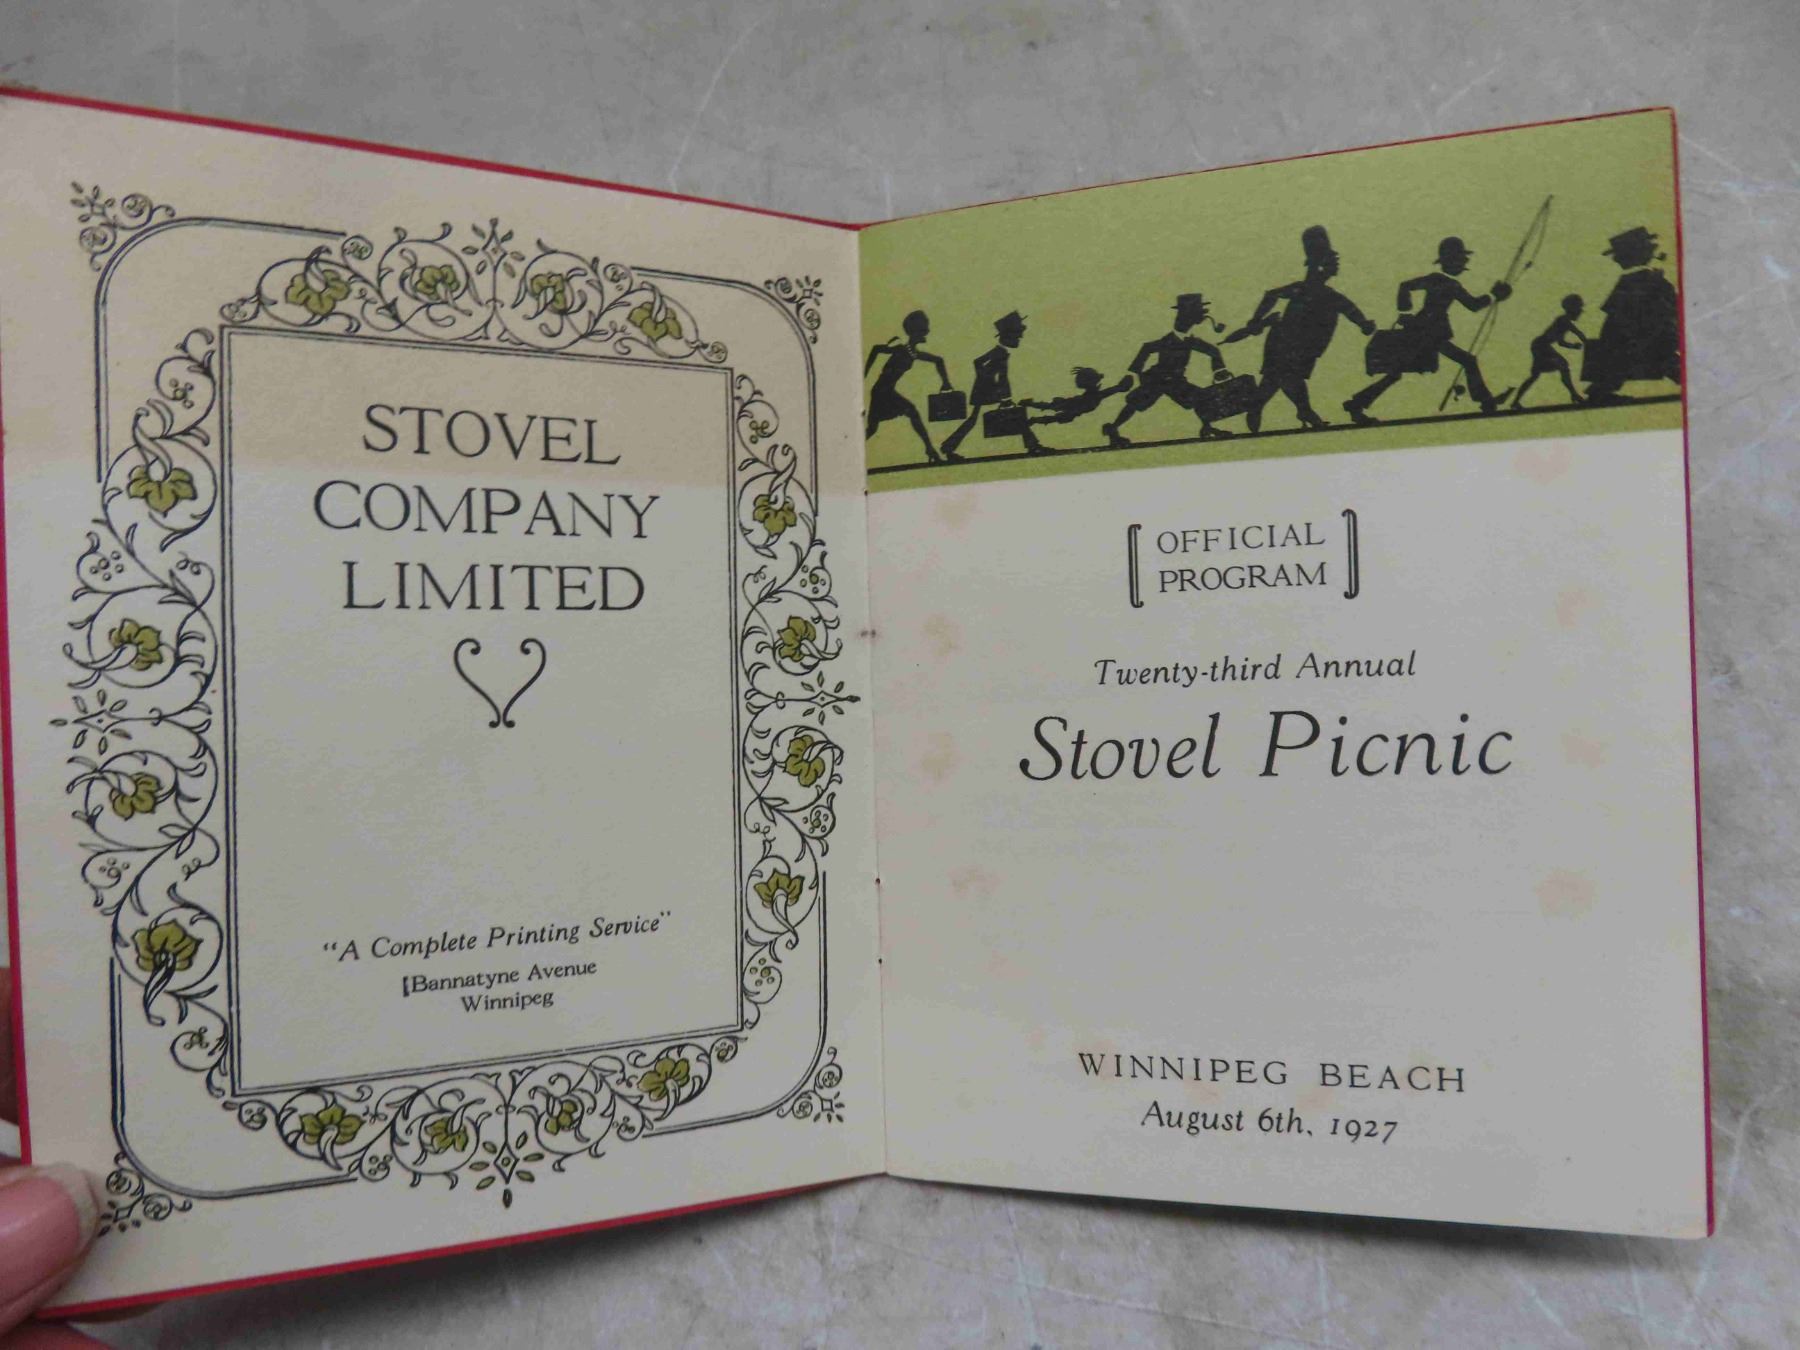 STOVEL
COMPANY
LIMITED
"A Complete Printing Service"
Bannatyne Avenue
Winnipeg
OFFICIAL
PROGRAM
Twenty-third Annual
Stovel Picnic
WINNIPEG BEACH
August 6th, 1927